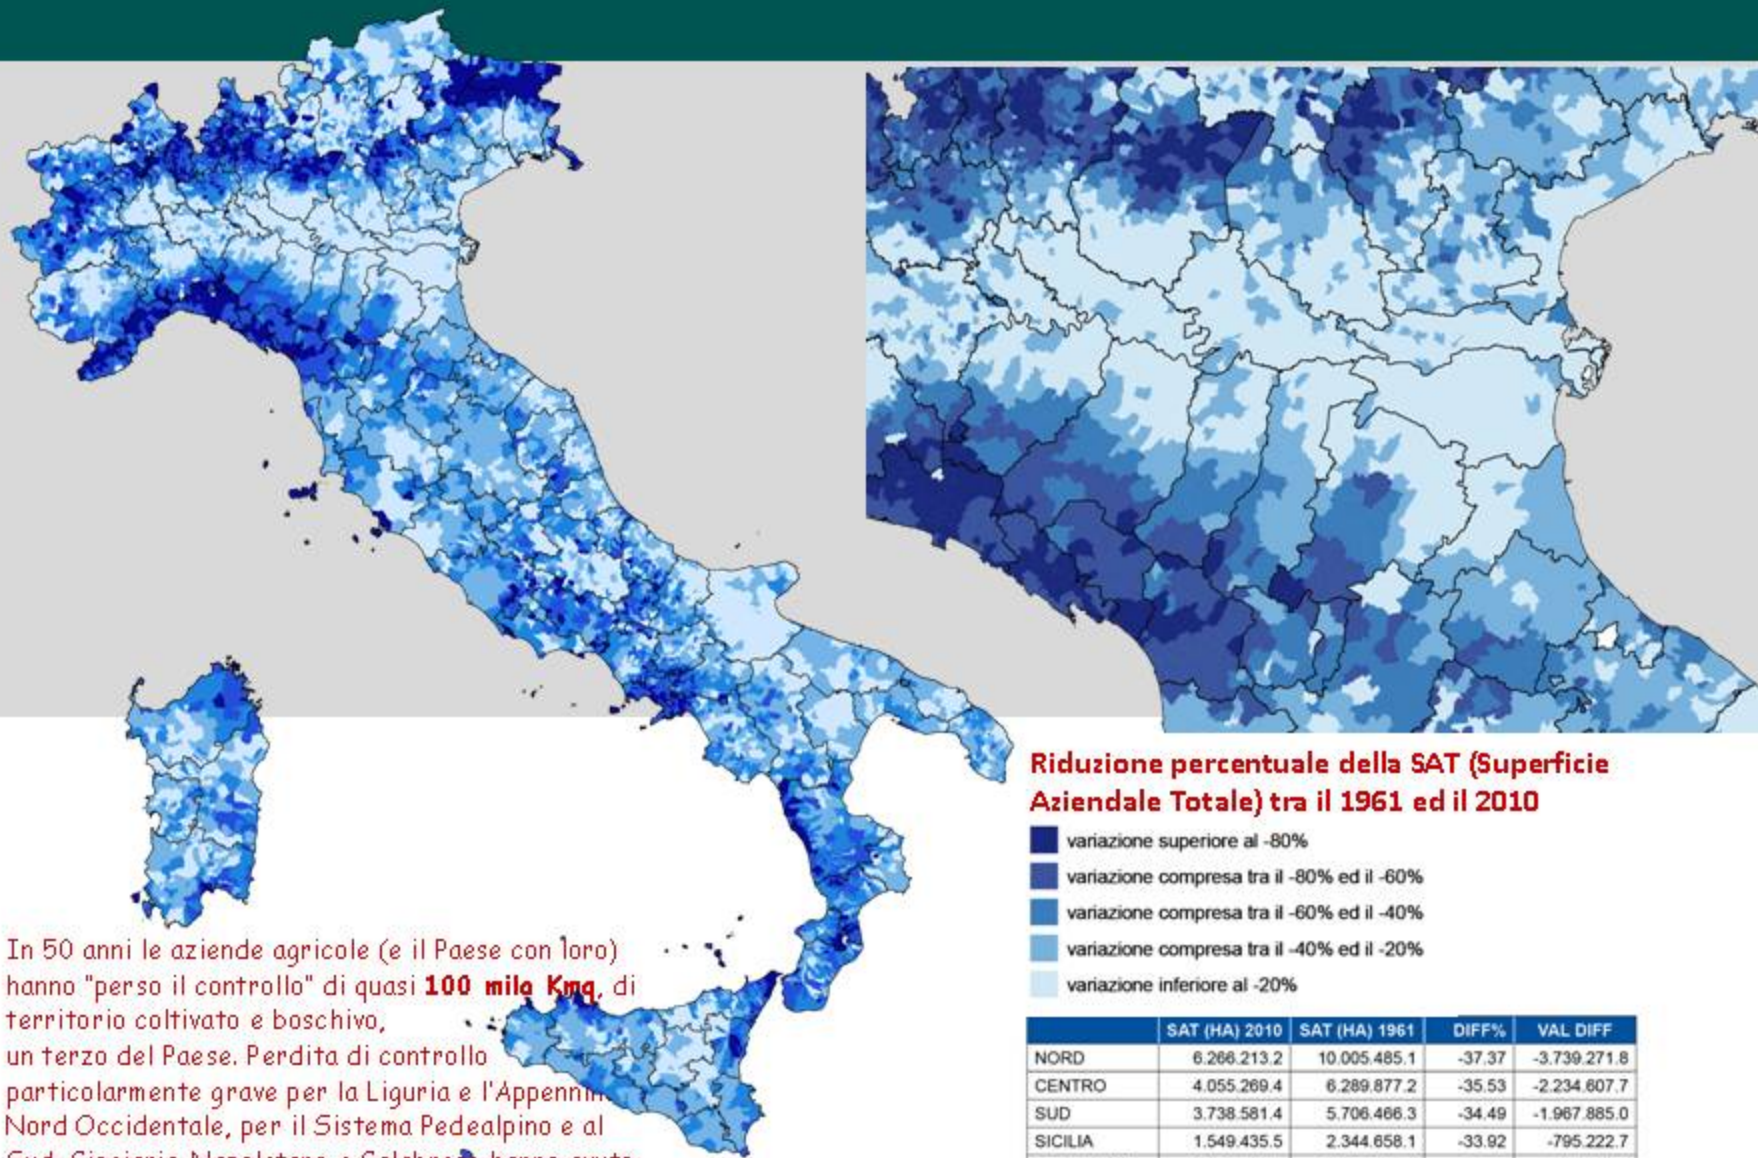 Riduzione percentuale della SAT (Superficie
Aziendale Totale) tra il 1961 ed il 2010
variazione superiore al -80%
variazione compresa tra il -80% ed il -60%
variazione compresa tra il -60% ed il -40%
variazione compresa tra il -40% ed il -20%
variazione inferiore al -20%
In 50 anni le aziende agricole (e il Paese con loro)
hanno "perso il controllo" di quasi 100 mila Kmq, di
territorio coltivato e boschivo,
un terzo del Paese. Perdita di controllo
particolarmente grave per la Liguria e l'Appennin
Nord Occidentale, per il Sistema Pedealpino e al
SAT (HA) 2010 SAT (HA) 1961 DIFF% VAL DIFF
NORD 6.266.213.2 10.005.485.1 -37.37 -3.739.271.8
CENTRO 4.055.269.4 6.289.877.2 -35.53 -2.234.607.7
SUD 3.738.581.4 5.706.466.3 -34.49 -1.967.885.0
SICILIA 1.549.435.5 2.344.658.1 -33.92 -795.222.7